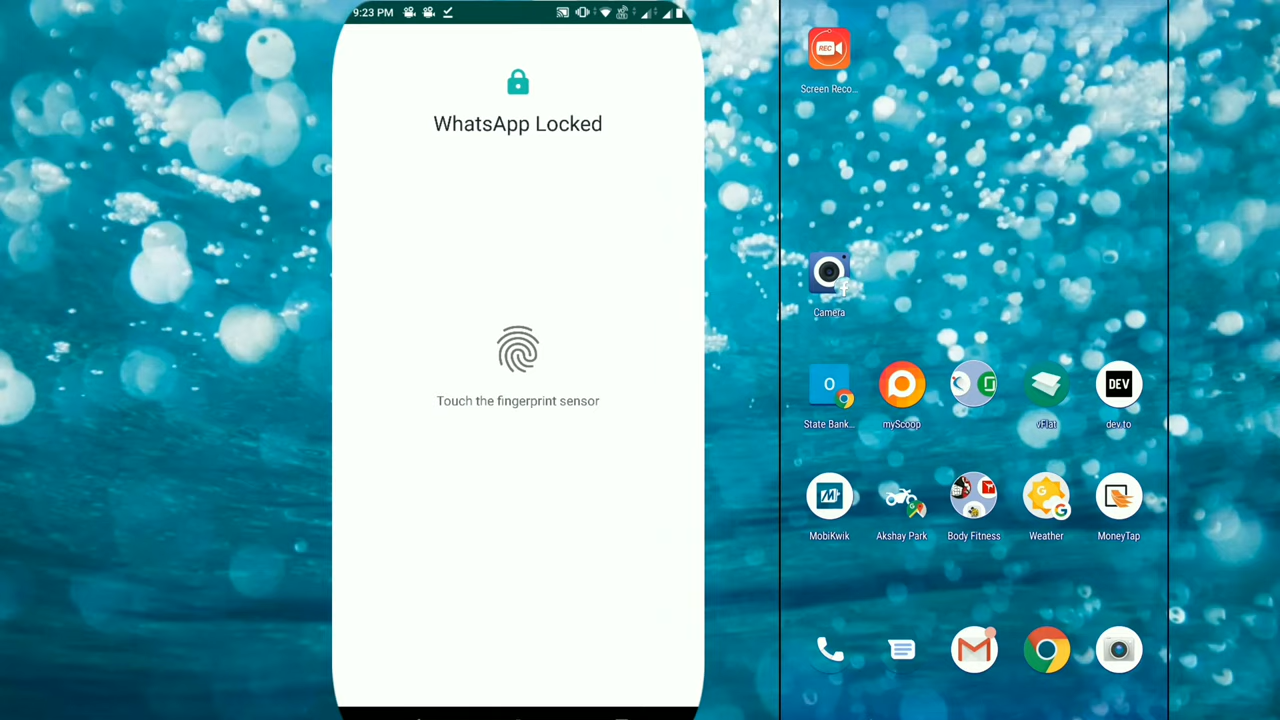 9:23 PM
WhatsApp Locked
Touch the fingerprint sensor
REC
Screen Reco...
Camera
O
DEV
State Bank...
myScoop
vFlat
dev.to
G
MobiKwik
Akshay Park
Body Fitness
Weather
MoneyTap